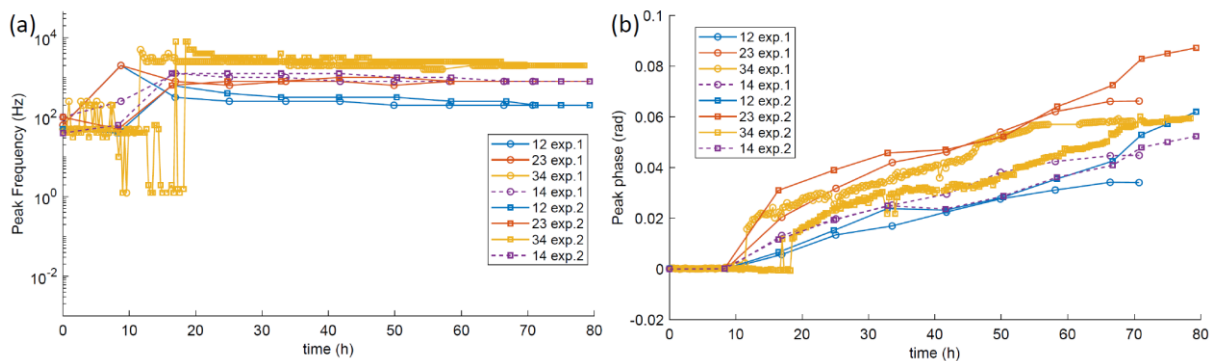 (a)
Peak Frequency (Hz)
10^4
10^2
10^0
10^-2
0 10 20 30 40 50 60 70 80
time (h)
12 exp.1
23 exp.1
34 exp.1
14 exp.1
12 exp.2
23 exp.2
34 exp.2
14 exp.2
(b)
Peak phase (rad)
0.1
0.08
0.06
0.04
0.02
0
-0.02
0 10 20 30 40 50 60 70 80
time (h)
12 exp.1
23 exp.1
34 exp.1
14 exp.1
12 exp.2
23 exp.2
34 exp.2
14 exp.2